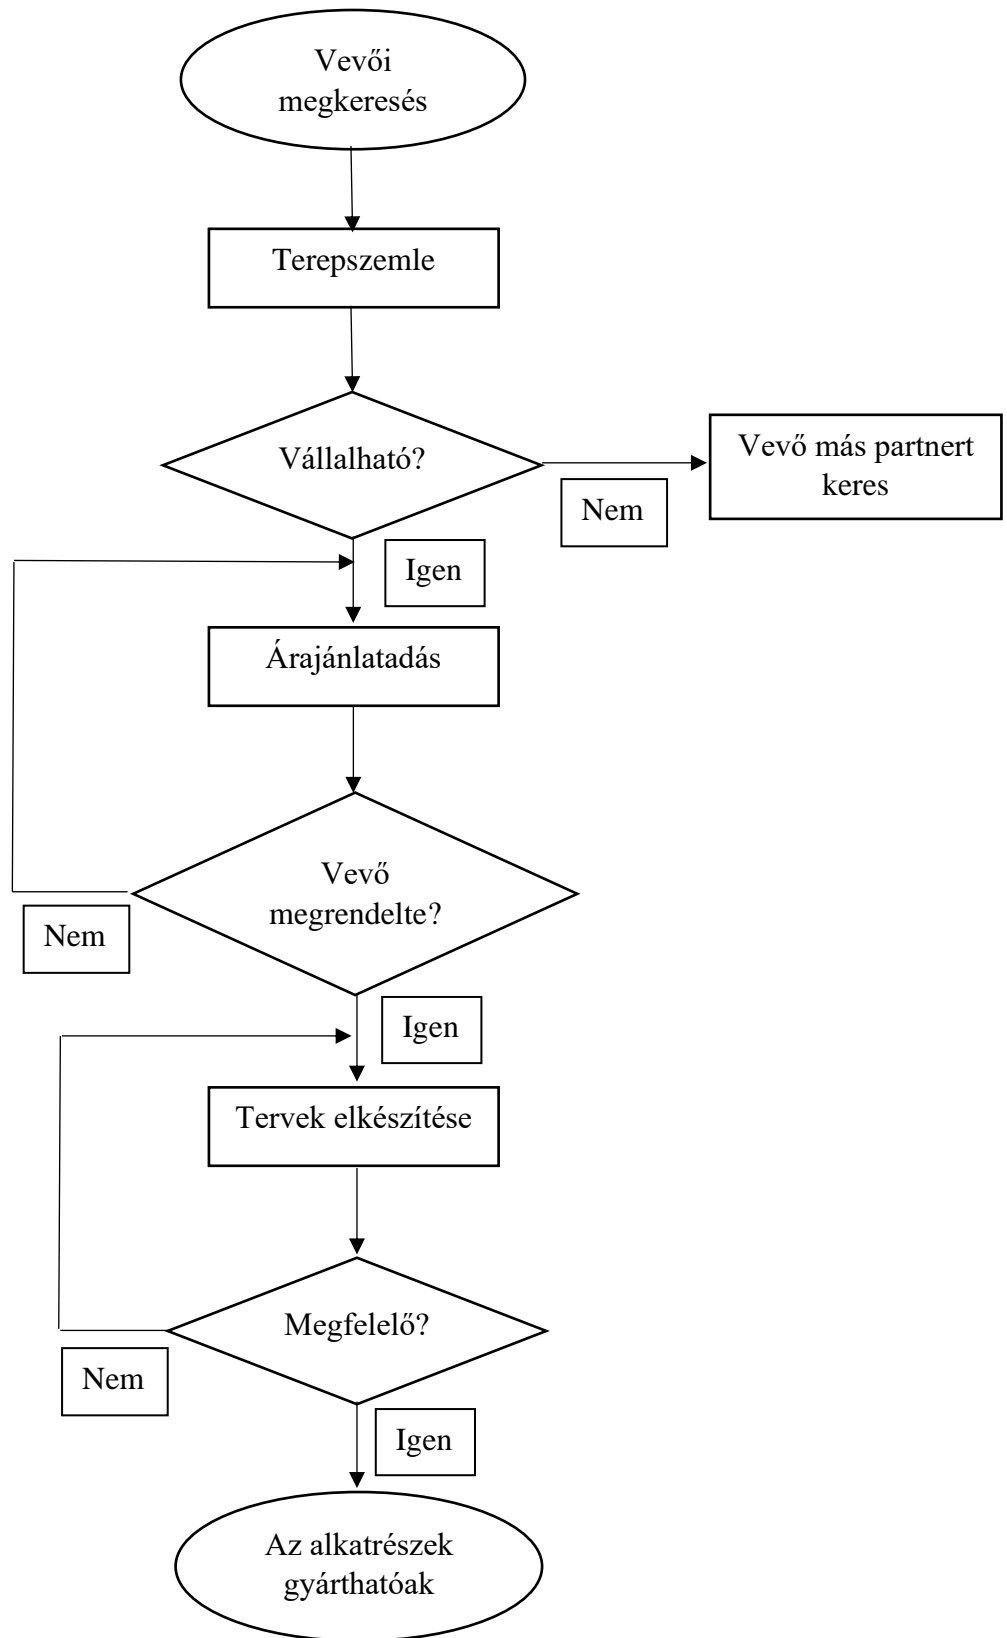 Vevői
megkeresés
Terepszemle
Vállalható?
Vevő más partnert
keres
Nem
Igen
Árajánlatadás
Vevő
megrendelte?
Nem
Igen
Tervek elkészítése
Megfelelő?
Nem
Igen
Az alkatrészek
gyárthatóak